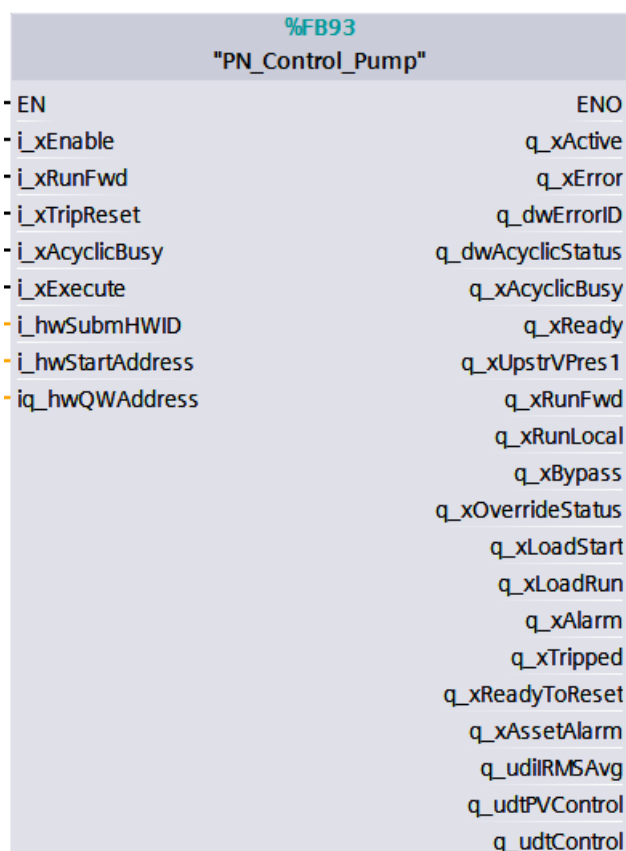 %FB93
"PN_Control_Pump"
EN ENO
i_xEnable q_xActive
i_xRunFwd q_xError
i_xTripReset q_dwErrorID
i_xAcyclicBusy q_dwAcyclicStatus
i_xExecute q_xAcyclicBusy
i_hwSubmHWID q_xReady
i_hwStartAddress q_xUpstrVPres1
iq_hwQWAddress q_xRunFwd
q_xRunLocal
q_xBypass
q_xOverrideStatus
q_xLoadStart
q_xLoadRun
q_xAlarm
q_xTripped
q_xReadyToReset
q_xAssetAlarm
q_udiIRMSAvg
q_udtPVControl
q_udtControl